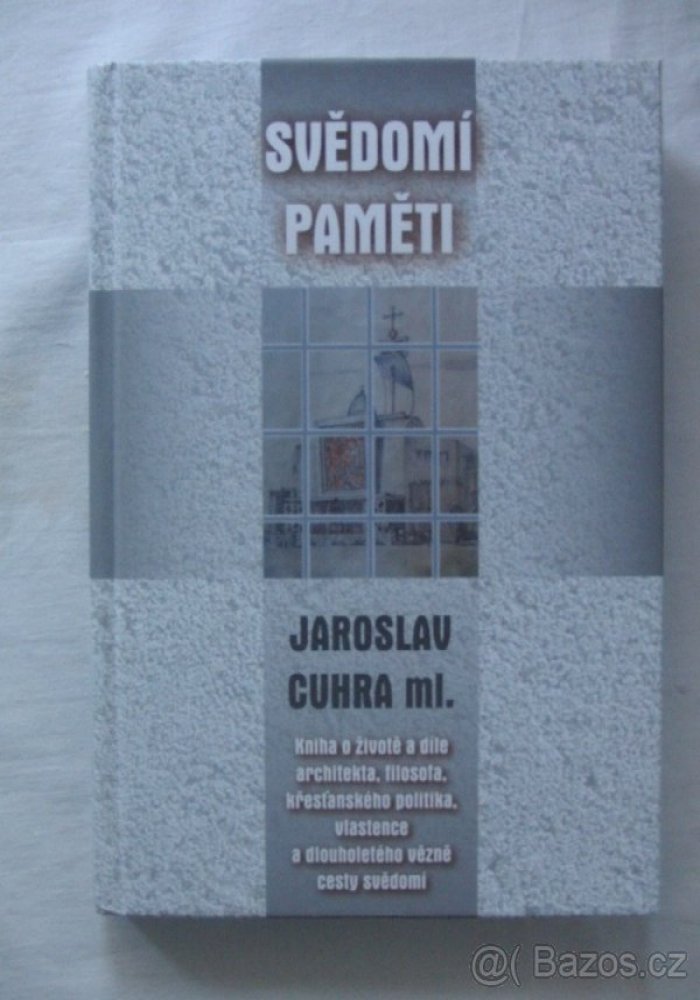 SVĚDOMÍ
PAMĚTI
JAROSLAV
CUHRA ml.
Kniha o životě a díle
architekta, filosofa,
křesťanského politika,
vlastence
a dlouholetého vězně
cesty svědomí
@( Bazos.cz